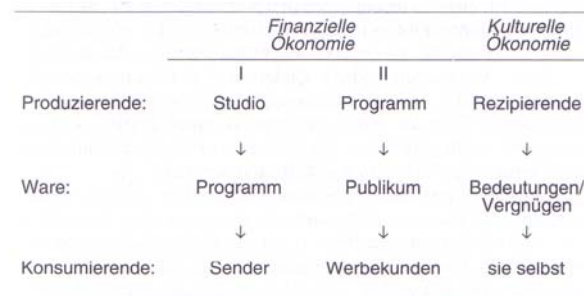 Finanzielle Kulturelle
Ökonomie Ökonomie
I II
Produzierende: Studio Programm Rezipierende
↓ ↓ ↓
Ware: Programm Publikum Bedeutungen/
Vergnügen
↓ ↓ ↓
Konsumierende: Sender Werbekunden sie selbst